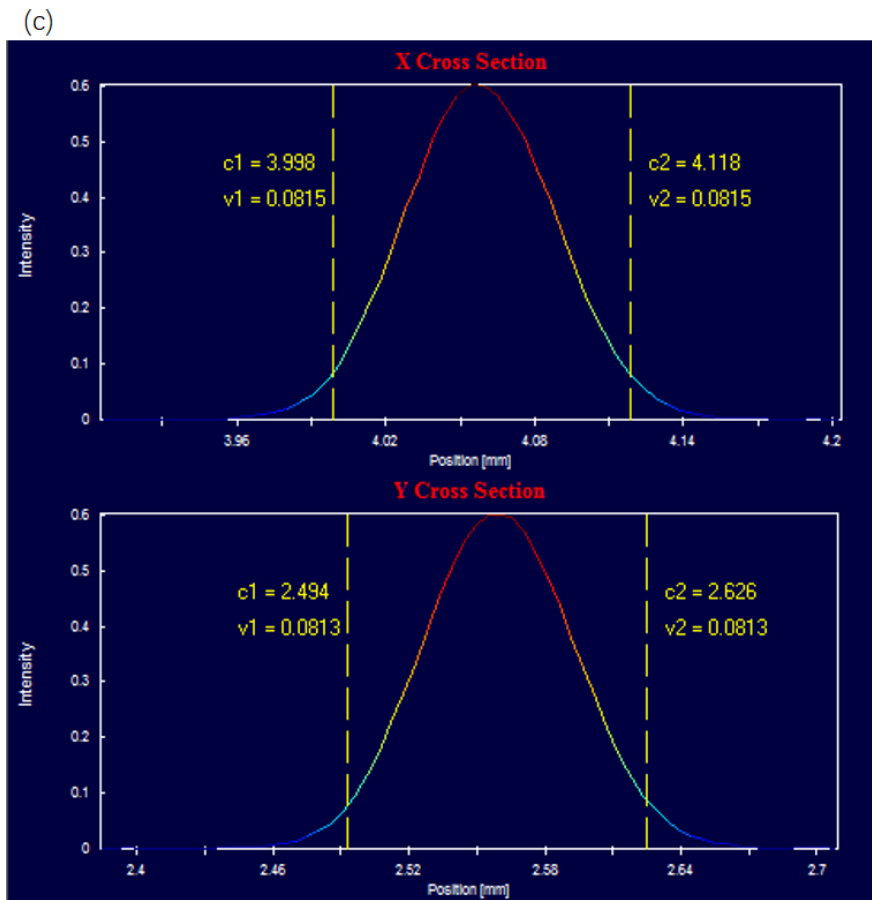 (c)
X Cross Section
0.6
0.5
0.4
0.3
0.2
0.1
0
Intensity
c1 = 3.998
v1 = 0.0815
c2 = 4.118
v2 = 0.0815
3.96 4.02 4.08 4.14 4.2
Position [mm]
Y Cross Section
0.6
0.5
0.4
0.3
0.2
0.1
0
Intensity
c1 = 2.494
v1 = 0.0813
c2 = 2.626
v2 = 0.0813
2.4 2.46 2.52 2.58 2.64 2.7
Position [mm]